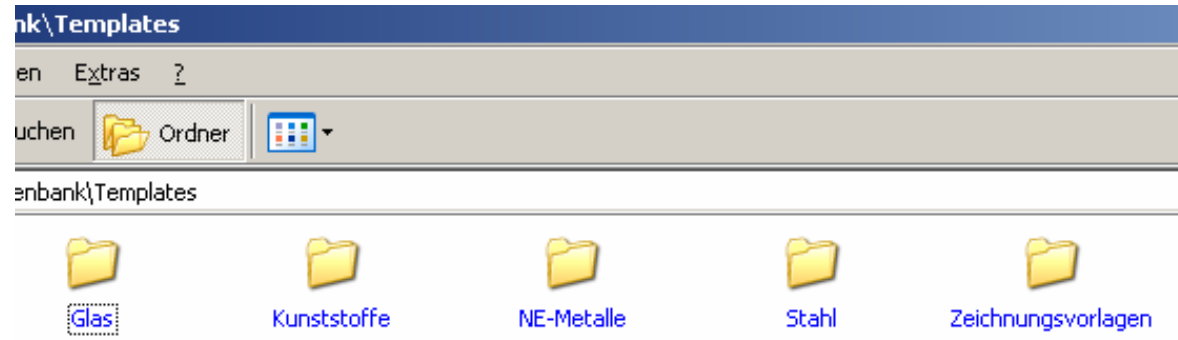 nk\Templates
en Extras ?
uchen Ordner
enbank\Templates
Glas Kunststoffe NE-Metalle Stahl Zeichnungsvorlagen